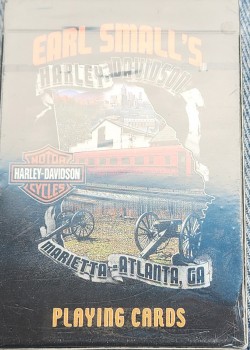 EARL SMALL'S,
HARLEY-DAVIDSON
MOTOR
HARLEY-DAVIDSON
CYCLES
MARIETTA - ATLANTA, GA
PLAYING CARDS